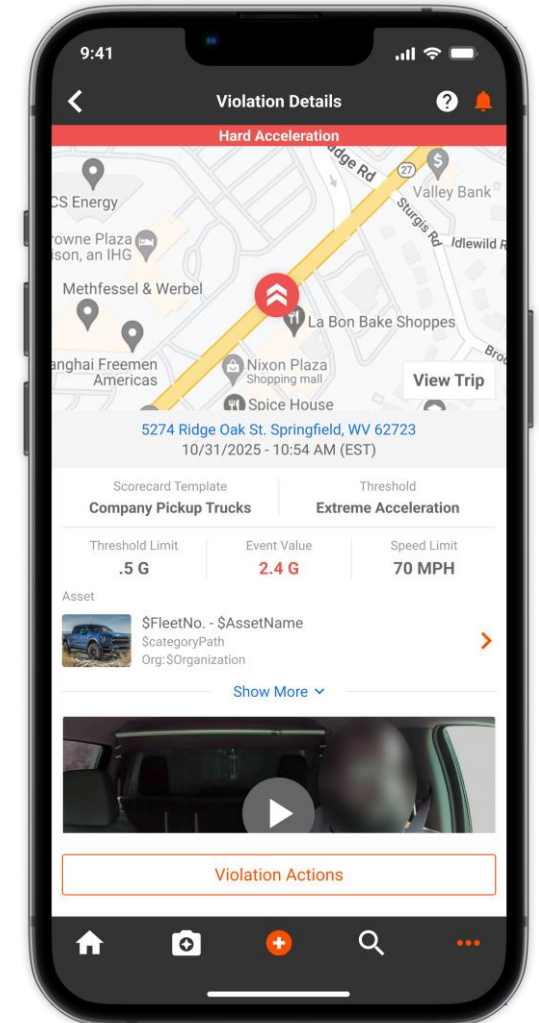 9:41
Violation Details
Hard Acceleration
dge Rd
27
Valley Bank
CS Energy
Sturgis Rd
Idlewild R
rowne Plaza
ison, an IHG
Methfessel & Werbel
La Bon Bake Shoppes
anghai Freemen
Americas
Nixon Plaza
Shopping mall
Broo
View Trip
Spice House
5274 Ridge Oak St. Springfield, WV 62723
10/31/2025 - 10:54 AM (EST)
Scorecard Template
Threshold
Company Pickup Trucks
Extreme Acceleration
Threshold Limit
Event Value
Speed Limit
.5 G
2.4 G
70 MPH
Asset
$FleetNo. - $AssetName
$categoryPath
Org:$Organization
Show More
Violation Actions